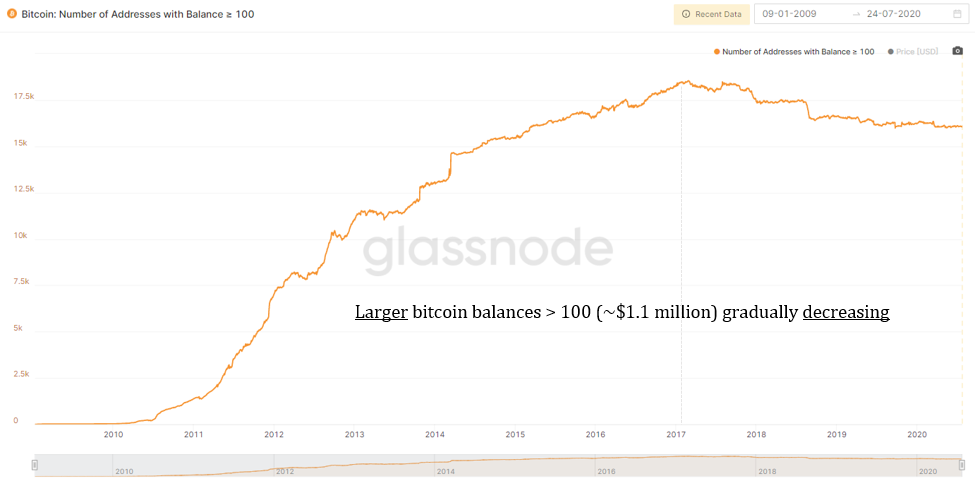 Bitcoin: Number of Addresses with Balance ≥ 100
Recent Data
09-01-2009 → 24-07-2020
Number of Addresses with Balance ≥ 100
Price [USD]
17.5k
15k
12.5k
10k
glassnode
7.5k
Larger bitcoin balances > 100 (~$1.1 million) gradually decreasing
5k
2.5k
0
2010 2011 2012 2013 2014 2015 2016 2017 2018 2019 2020
2010 2012 2014 2016 2018 2020